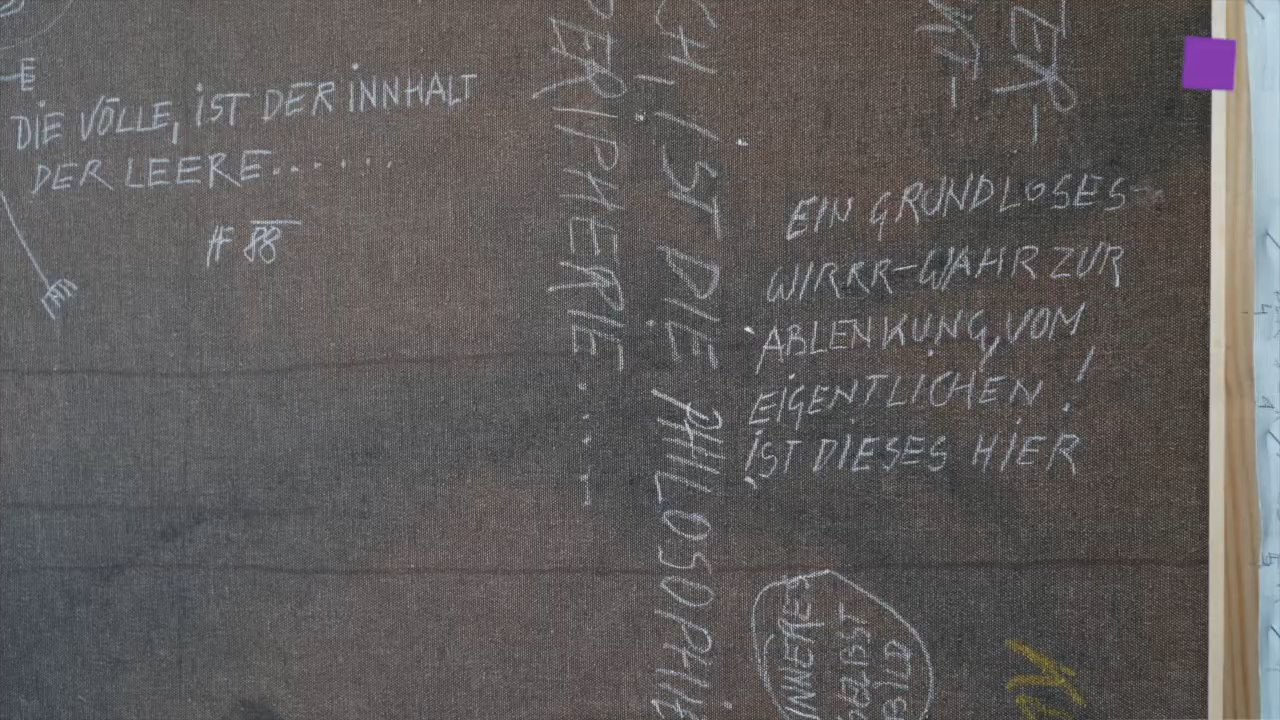 DIE VÖLLE, IST DER INNHALT
DER LEERE......
# 88
PERIPHERIE....
CH, IST DIE PHILOSOPHIE
EIN GRUNDLOSES-
WIRRR-WAHR ZUR
ABLENKUNG, VOM
EIGENTLICHEN!
IST DIESES HIER
INNERES
SELBST
BILD